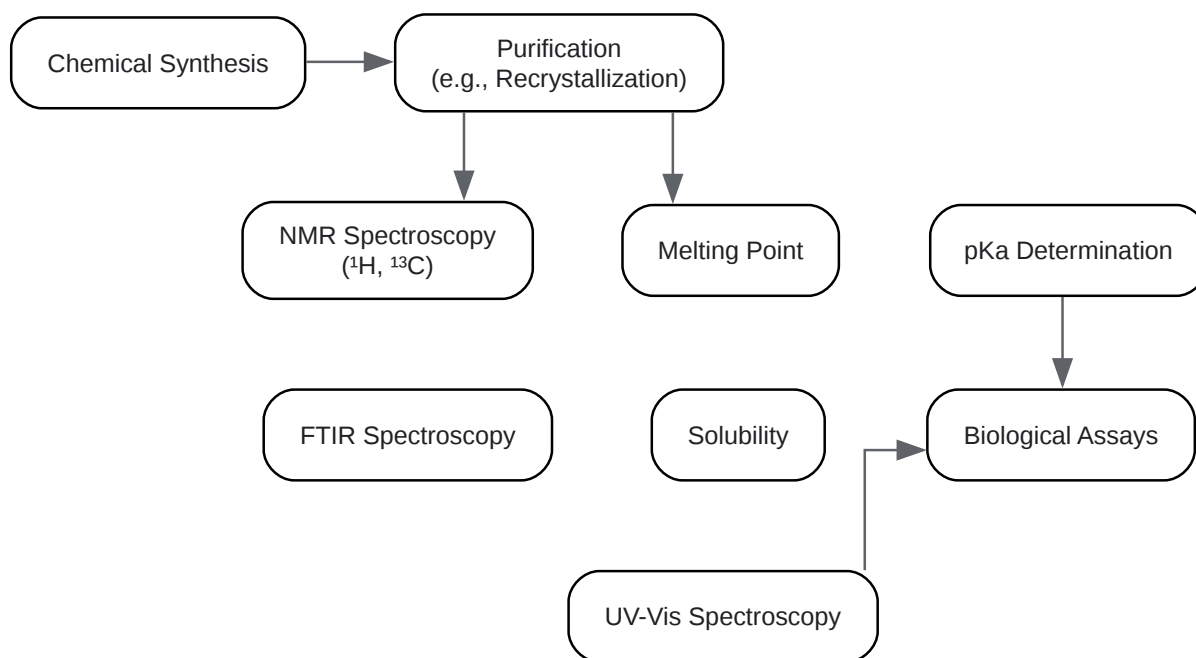 Chemical Synthesis
Purification
(e.g., Recrystallization)
NMR Spectroscopy
(¹H, ¹³C)
Melting Point
pKa Determination
FTIR Spectroscopy
Solubility
Biological Assays
UV-Vis Spectroscopy